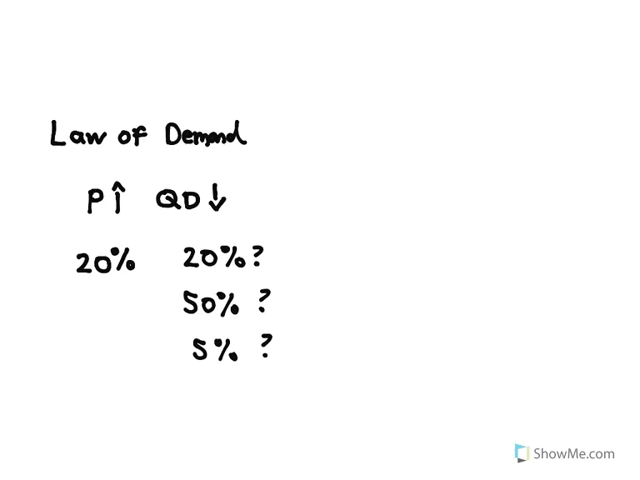 Law of Demand
P↑ QD↓
20% 20%?
50% ?
5% ?
ShowMe.com